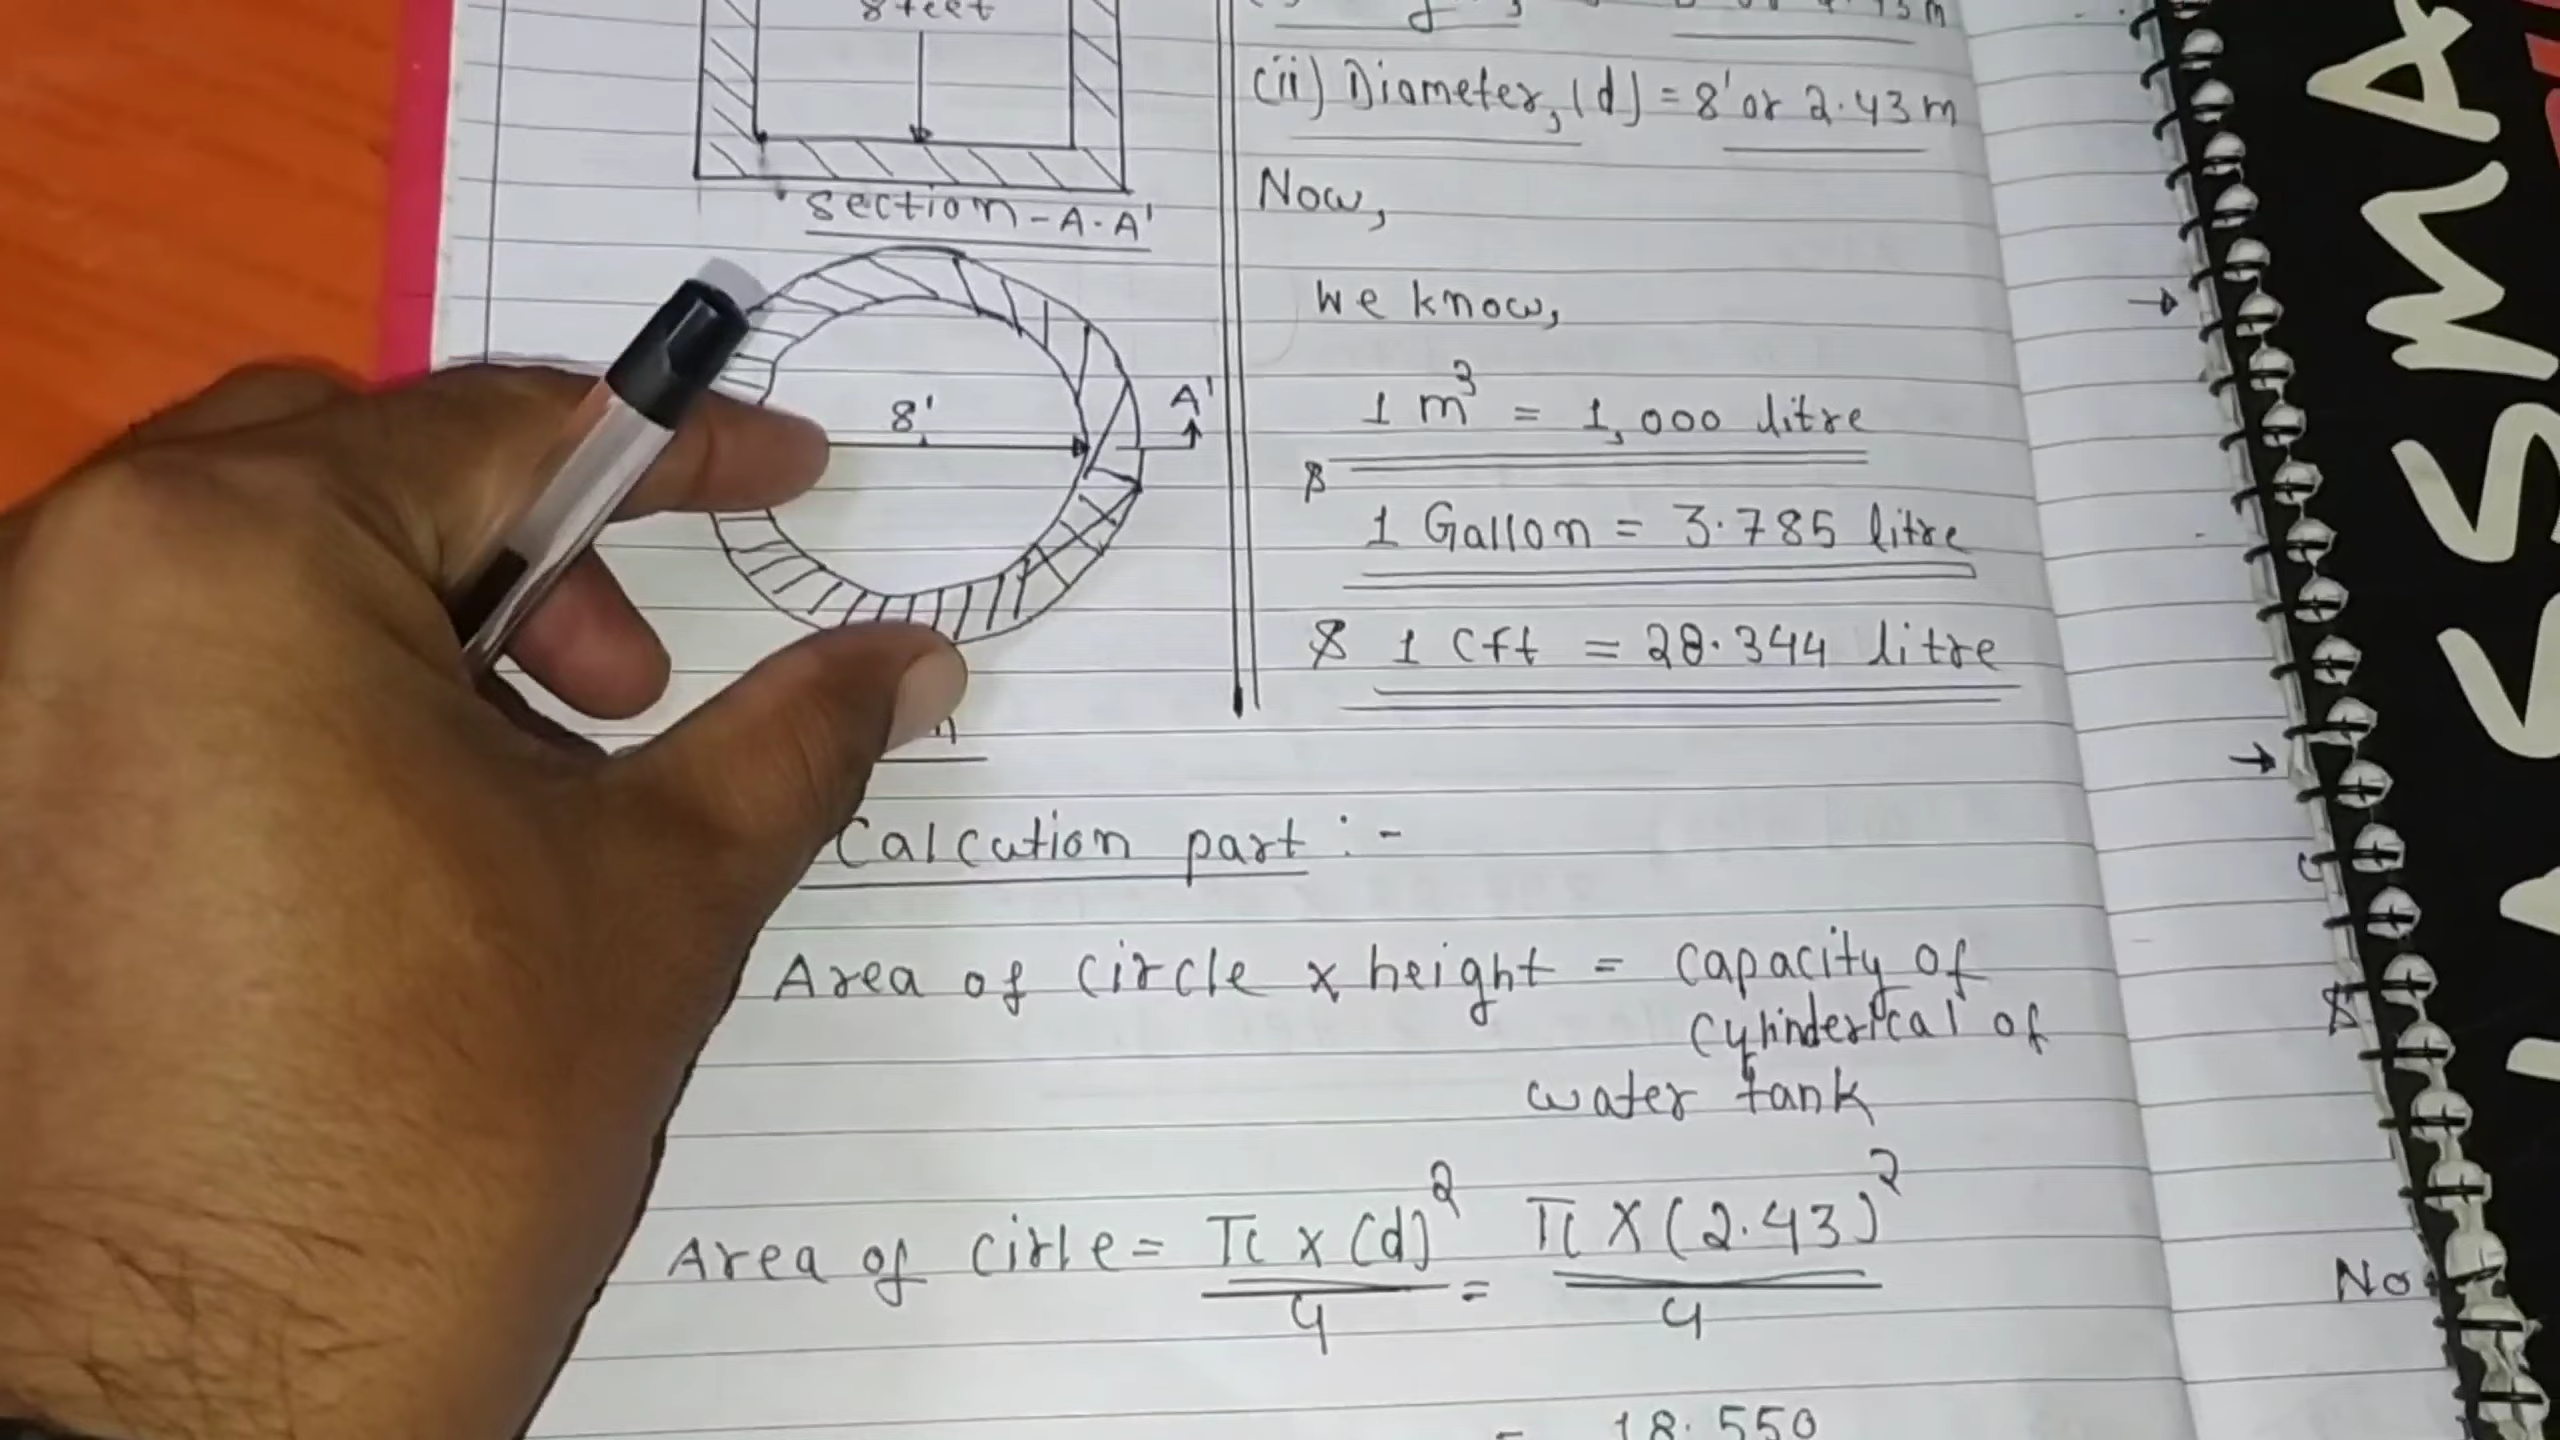 8 feet
Section-A-A'
8'
A'
(ii) Diameter, (d) = 8' or 2.43 m
Now,
We know,
1 m³ = 1,000 litre
& 1 Gallon = 3.785 litre
& 1 Cft = 28.344 litre
Calcution part :-
Area of Circle x height = Capacity of
Cylinderical of
water tank
Area of Cirle = π x (d)² / 4 = π X (2.43)² / 4
= 18.550
No